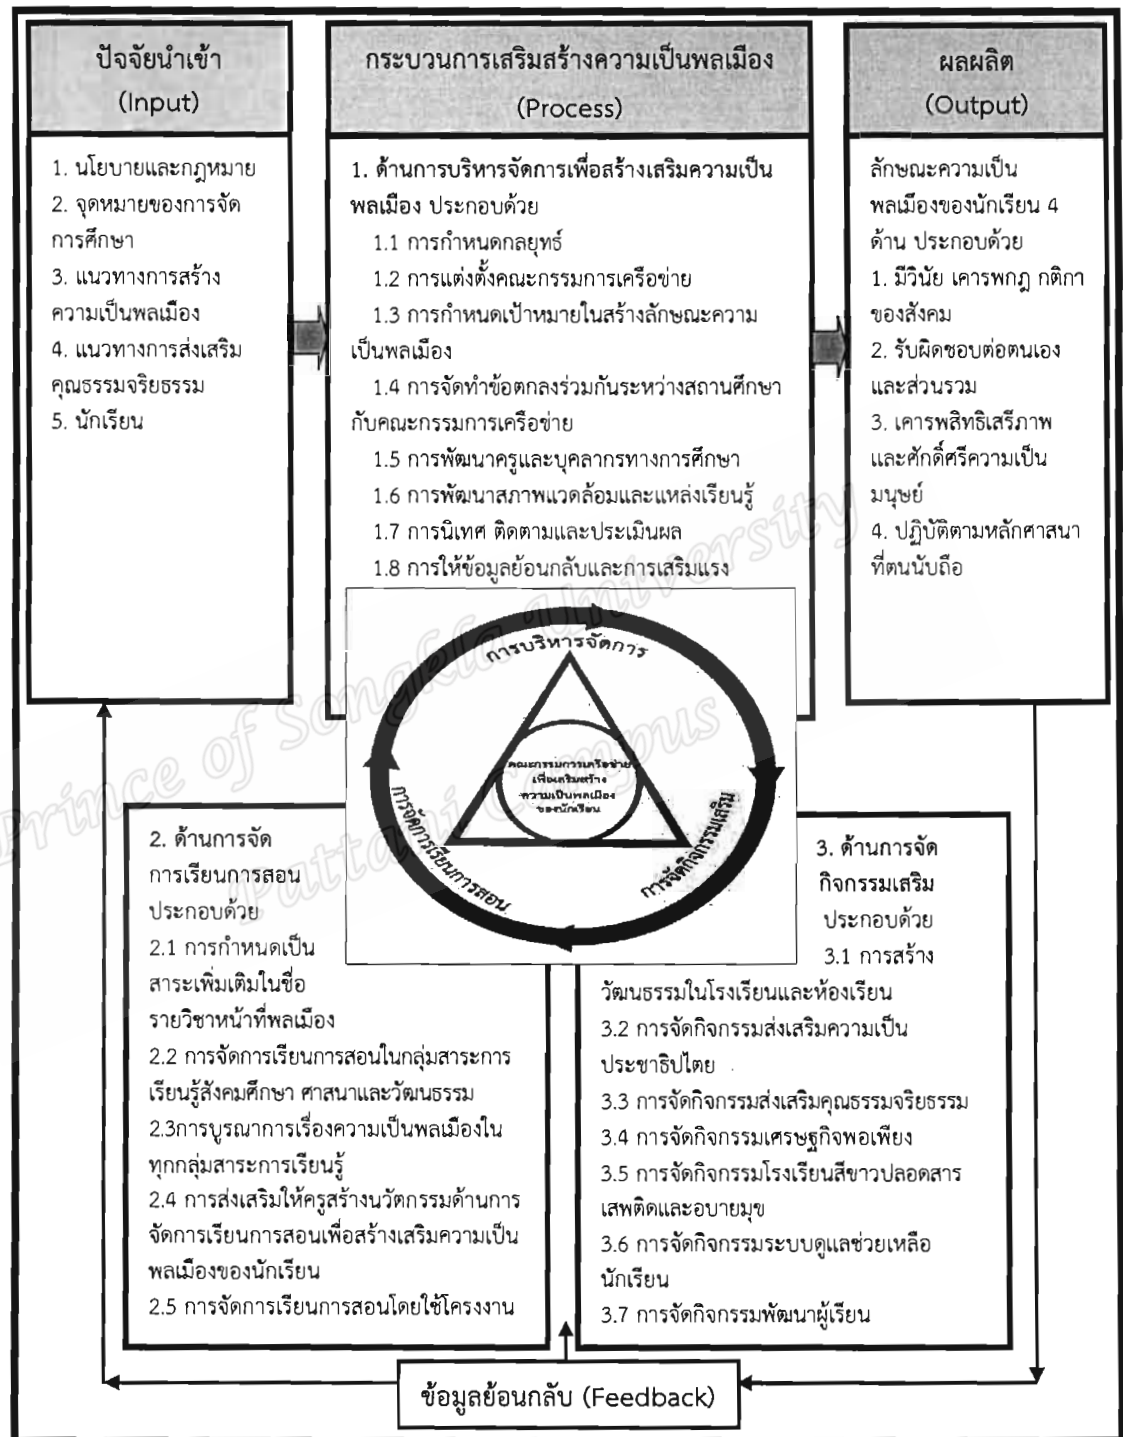 ปัจจัยนำเข้า
(Input)
1. นโยบายและกฎหมาย
2. จุดหมายของการจัด
การศึกษา
3. แนวทางการสร้าง
ความเป็นพลเมือง
4. แนวทางการส่งเสริม
คุณธรรมจริยธรรม
5. นักเรียน
กระบวนการเสริมสร้างความเป็นพลเมือง
(Process)
1. ด้านการบริหารจัดการเพื่อสร้างเสริมความเป็น
พลเมือง ประกอบด้วย
1.1 การกำหนดกลยุทธ์
1.2 การแต่งตั้งคณะกรรมการเครือข่าย
1.3 การกำหนดเป้าหมายในสร้างลักษณะความ
เป็นพลเมือง
1.4 การจัดทำข้อตกลงร่วมกันระหว่างสถานศึกษา
กับคณะกรรมการเครือข่าย
1.5 การพัฒนาครูและบุคลากรทางการศึกษา
1.6 การพัฒนาสภาพแวดล้อมและแหล่งเรียนรู้
1.7 การนิเทศ ติดตามและประเมินผล
1.8 การให้ข้อมูลย้อนกลับและการเสริมแรง
ผลผลิต
(Output)
ลักษณะความเป็น
พลเมืองของนักเรียน 4
ด้าน ประกอบด้วย
1. มีวินัย เคารพกฎ กติกา
ของสังคม
2. รับผิดชอบต่อตนเอง
และส่วนรวม
3. เคารพสิทธิเสรีภาพ
และศักดิ์ศรีความเป็น
มนุษย์
4. ปฏิบัติตามหลักศาสนา
ที่ตนนับถือ
การบริหารจัดการ
คณะกรรมการเครือข่าย
เพื่อเสริมสร้าง
ความเป็นพลเมือง
ของนักเรียน
การจัดการเรียนการสอน
การจัดกิจกรรมเสริม
2. ด้านการจัด
การเรียนการสอน
ประกอบด้วย
2.1 การกำหนดเป็น
สาระเพิ่มเติมในชื่อ
รายวิชาหน้าที่พลเมือง
2.2 การจัดการเรียนการสอนในกลุ่มสาระการ
เรียนรู้สังคมศึกษา ศาสนาและวัฒนธรรม
2.3การบูรณาการเรื่องความเป็นพลเมืองใน
ทุกกลุ่มสาระการเรียนรู้
2.4 การส่งเสริมให้ครูสร้างนวัตกรรมด้านการ
จัดการเรียนการสอนเพื่อสร้างเสริมความเป็น
พลเมืองของนักเรียน
2.5 การจัดการเรียนการสอนโดยใช้โครงงาน
3. ด้านการจัด
กิจกรรมเสริม
ประกอบด้วย
3.1 การสร้าง
วัฒนธรรมในโรงเรียนและห้องเรียน
3.2 การจัดกิจกรรมส่งเสริมความเป็น
ประชาธิปไตย
3.3 การจัดกิจกรรมส่งเสริมคุณธรรมจริยธรรม
3.4 การจัดกิจกรรมเศรษฐกิจพอเพียง
3.5 การจัดกิจกรรมโรงเรียนสีขาวปลอดสาร
เสพติดและอบายมุข
3.6 การจัดกิจกรรมระบบดูแลช่วยเหลือ
นักเรียน
3.7 การจัดกิจกรรมพัฒนาผู้เรียน
ข้อมูลย้อนกลับ (Feedback)
Prince of Songkla University
Pattani Campus